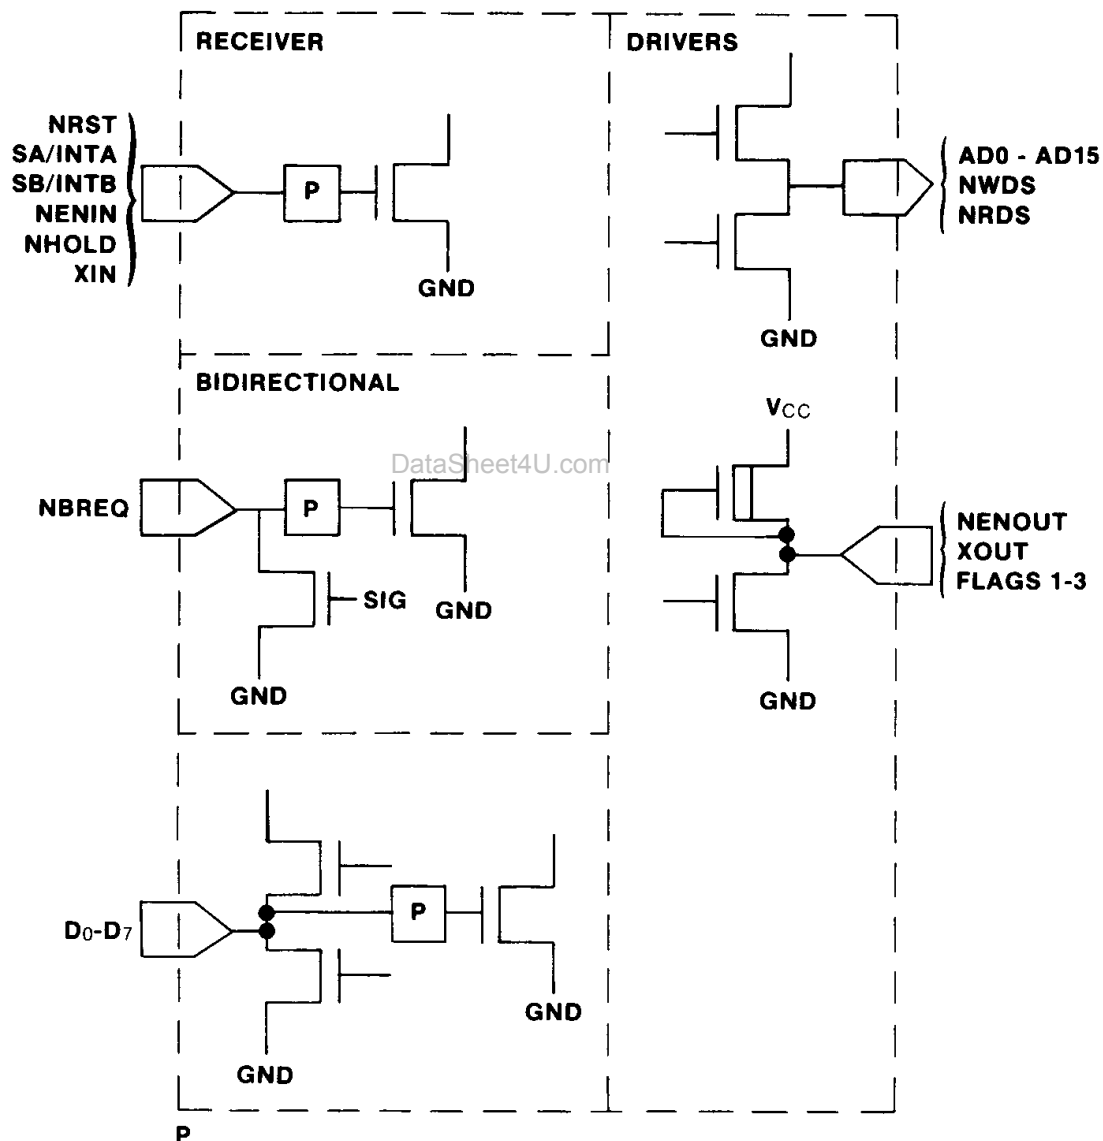 RECEIVER
DRIVERS
NRST
SA/INTA
SB/INTB
NENIN
NHOLD
XIN
P
GND
AD0 - AD15
NWDS
NRDS
GND
BIDIRECTIONAL
DataSheet4U.com
NBREQ
P
SIG
GND
GND
VCC
NENOUT
XOUT
FLAGS 1-3
GND
D0-D7
P
GND
GND
P